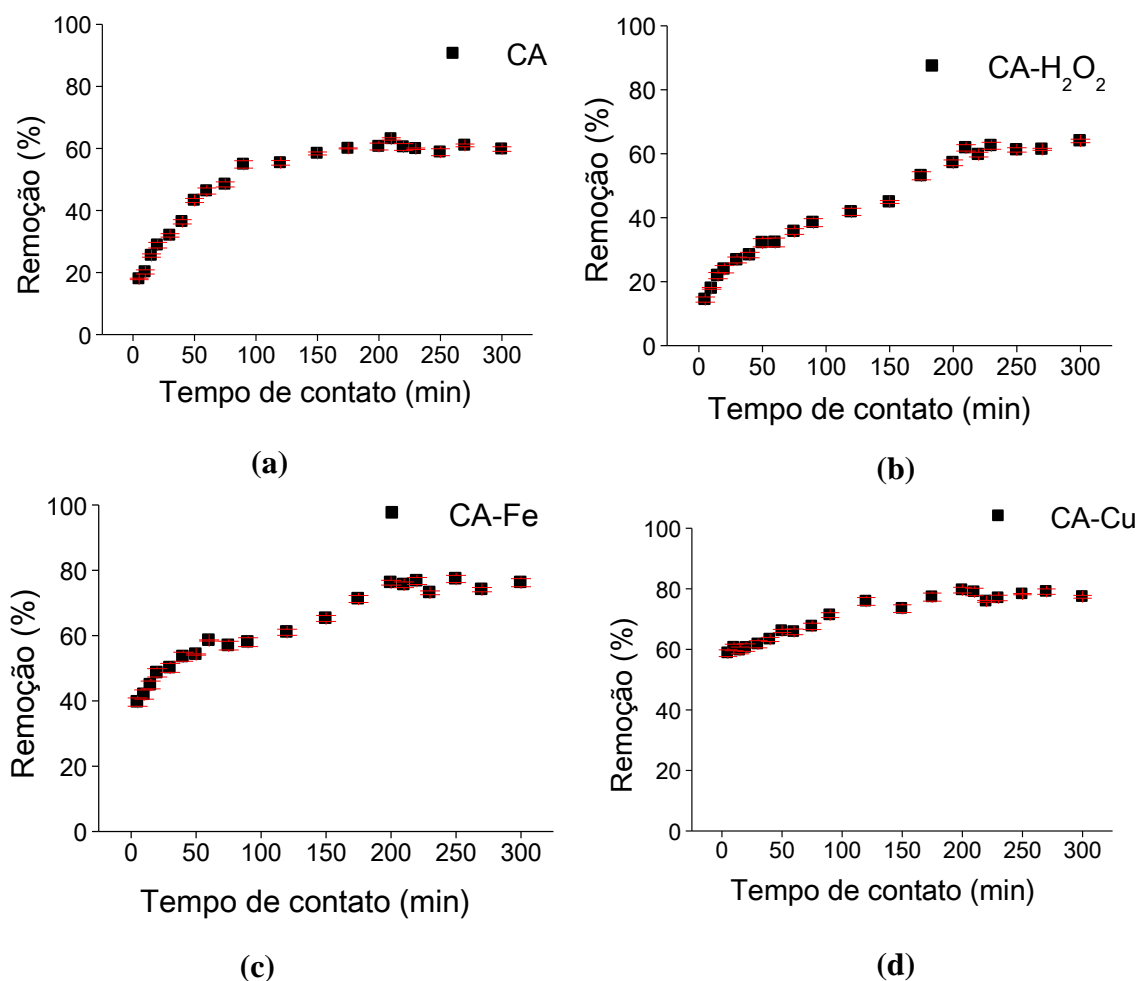 CA
Remoção (%)
100
80
60
40
20
0
0 50 100 150 200 250 300
Tempo de contato (min)
(a)
CA-H₂O₂
Remoção (%)
100
80
60
40
20
0
0 50 100 150 200 250 300
Tempo de contato (min)
(b)
CA-Fe
Remoção (%)
100
80
60
40
20
0
0 50 100 150 200 250 300
Tempo de contato (min)
(c)
CA-Cu
Remoção (%)
100
80
60
40
20
0
0 50 100 150 200 250 300
Tempo de contato (min)
(d)